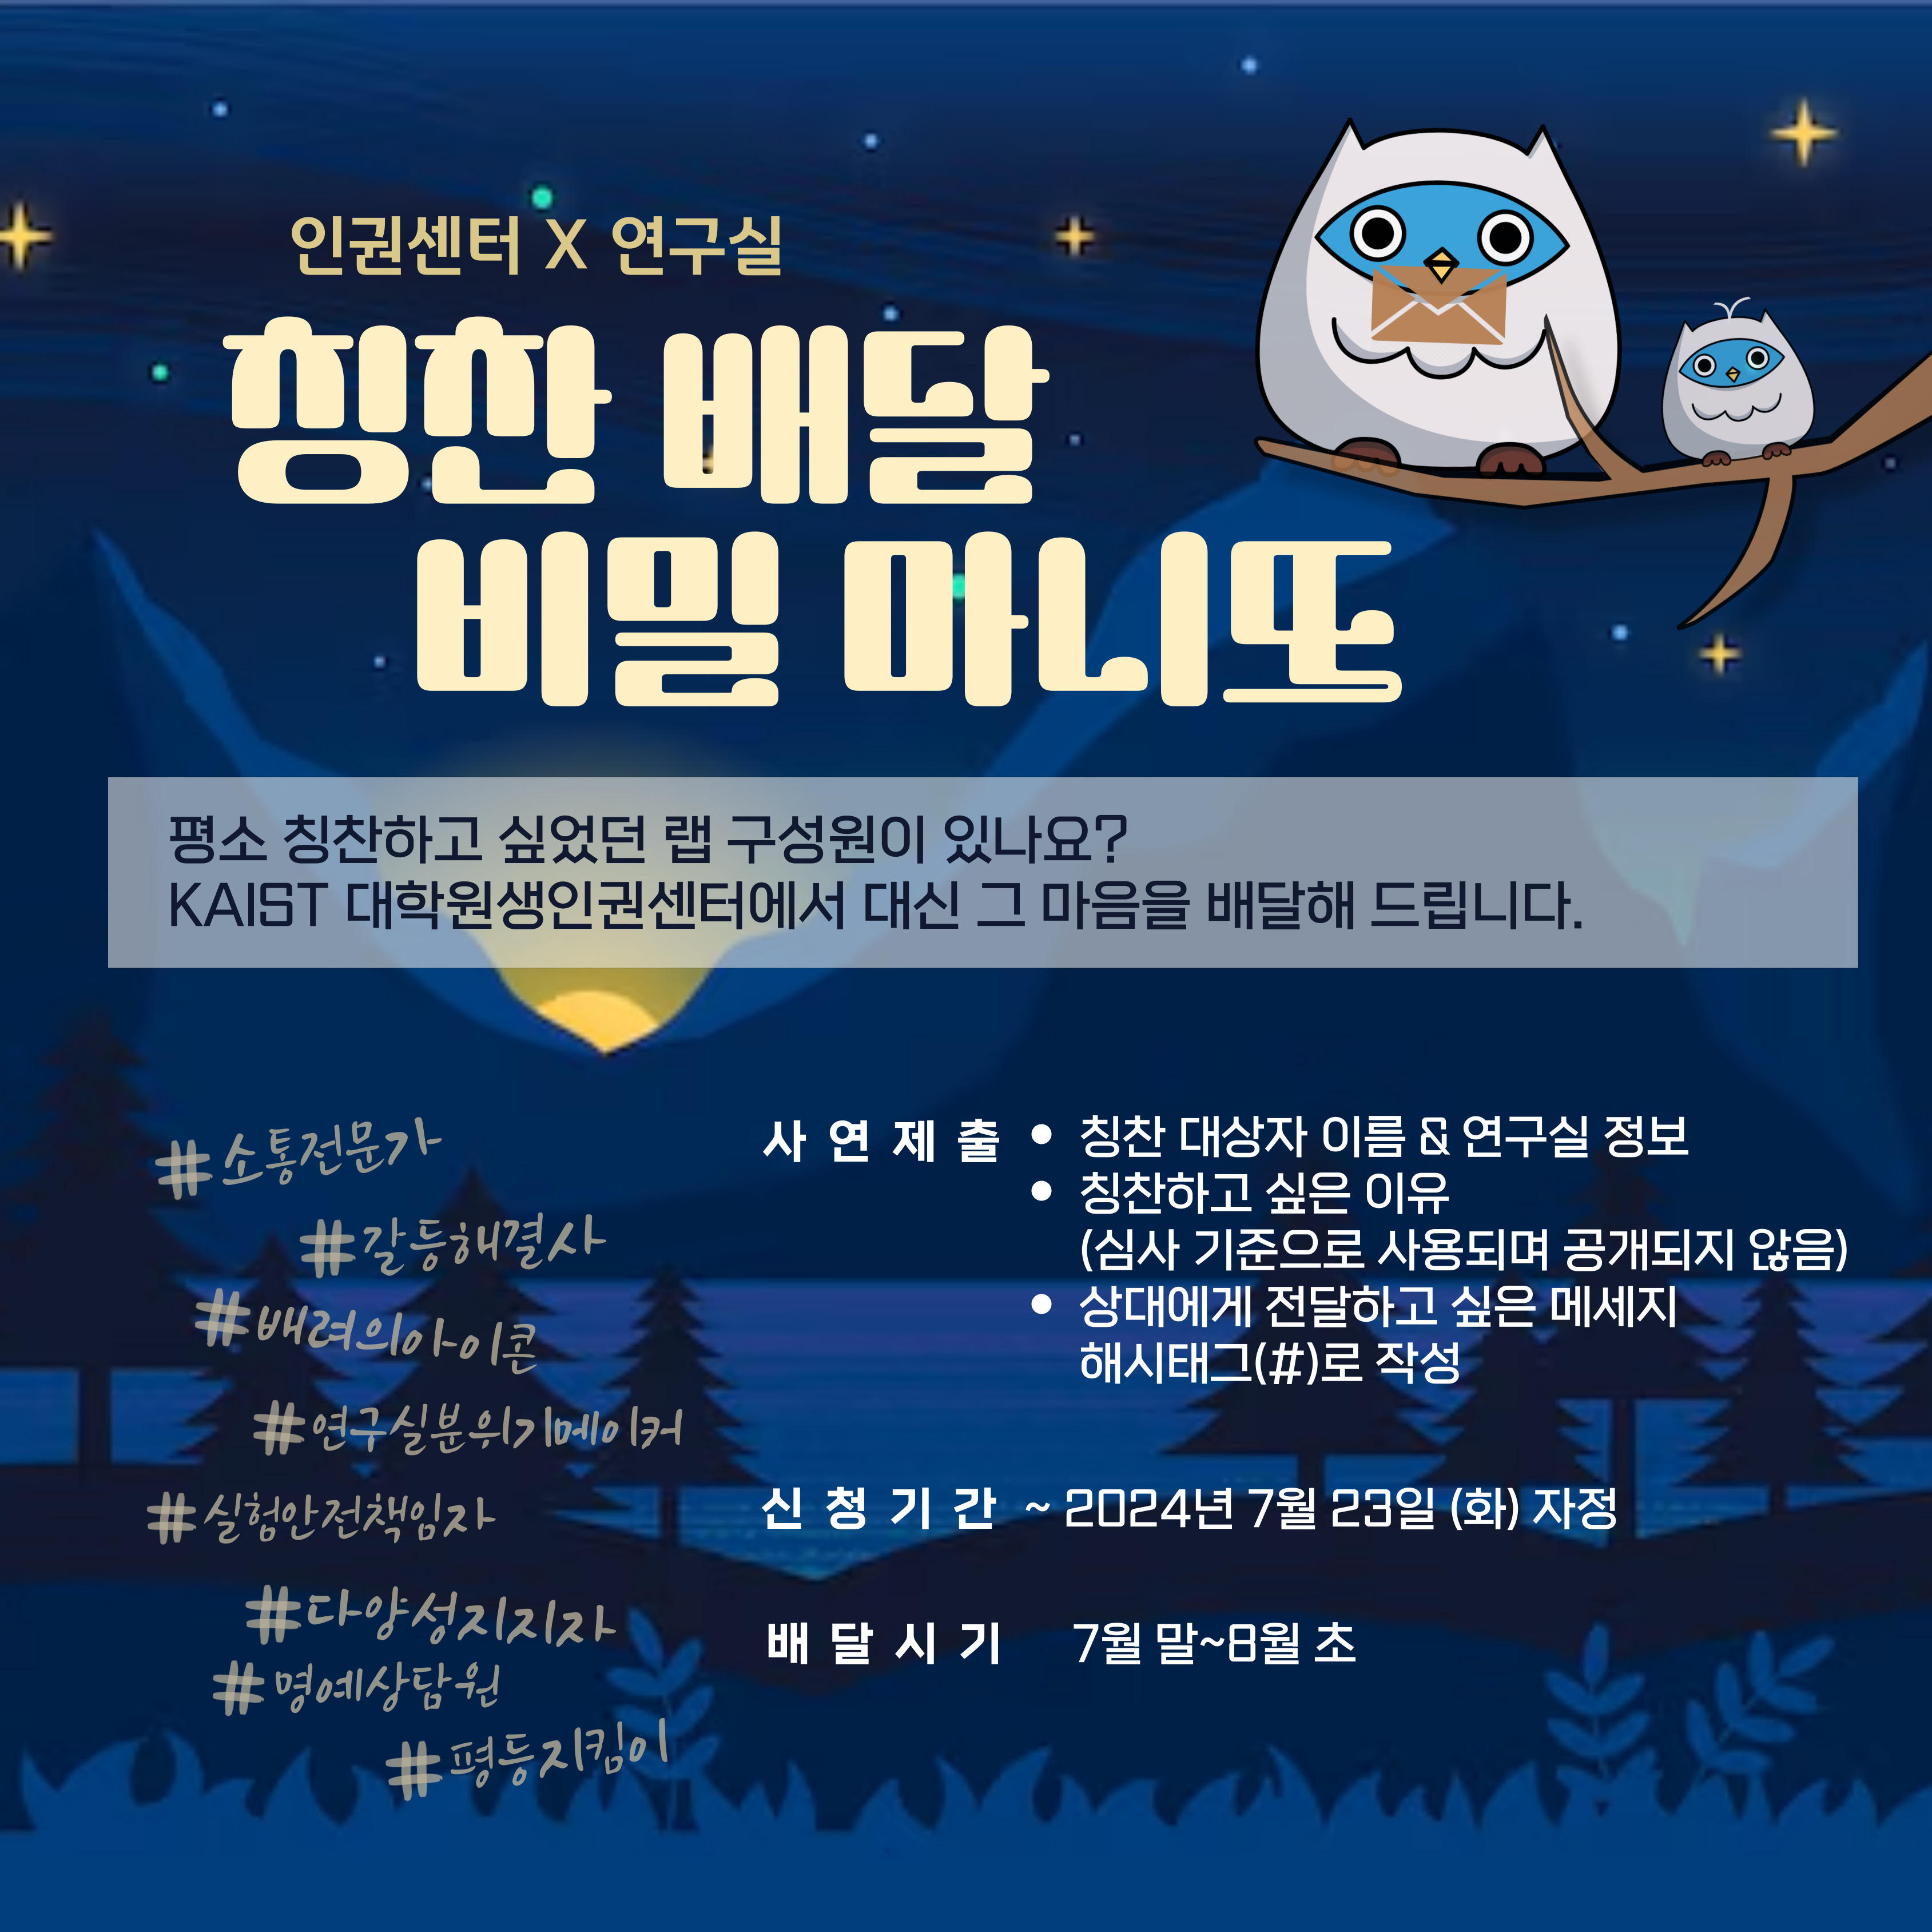 인권센터 X 연구실
칭찬 배달
비밀 마니또
평소 칭찬하고 싶었던 랩 구성원이 있나요?
KAIST 대학원생인권센터에서 대신 그 마음을 배달해 드립니다.
#소통전문가
#갈등해결사
#배려의아이콘
#연구실분위기메이커
#실험안전책임자
#다양성지지자
#명예상담원
#평등지킴이
사연제출
• 칭찬 대상자 이름 & 연구실 정보
• 칭찬하고 싶은 이유
(심사 기준으로 사용되며 공개되지 않음)
• 상대에게 전달하고 싶은 메세지
해시태그(#)로 작성
신청기간 ~ 2024년 7월 23일 (화) 자정
배달시기 7월 말~8월 초